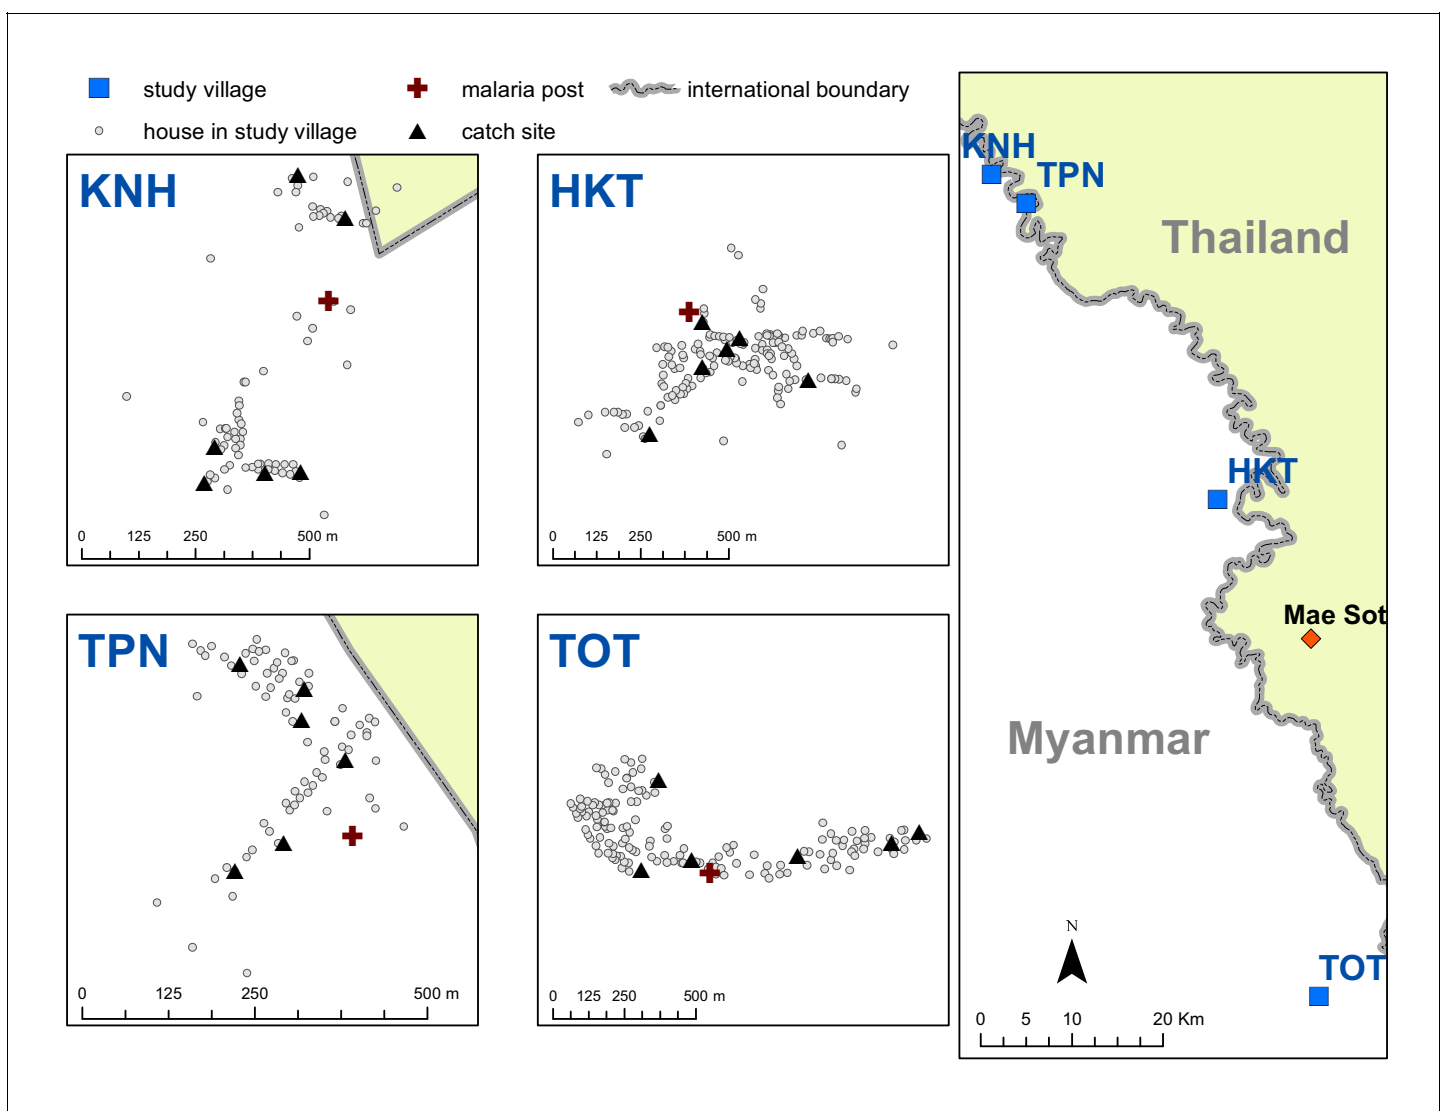 study village
malaria post
international boundary
house in study village
catch site
KNH
0 125 250 500 m
HKT
0 125 250 500 m
TPN
0 125 250 500 m
TOT
0 125 250 500 m
KNH
TPN
Thailand
HKT
Mae Sot
Myanmar
N
TOT
0 5 10 20 Km